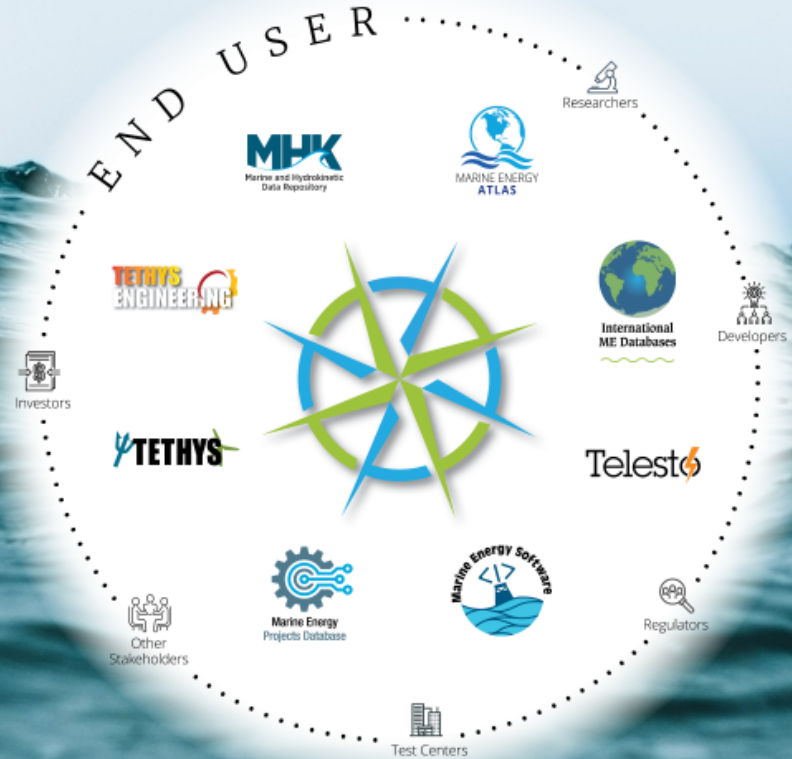 END USER
Researchers
MHK
Marine and Hydrokinetic
Data Repository
MARINE ENERGY
ATLAS
TETHYS
ENGINEERING
International
ME Databases
Developers
Investors
TETHYS
Telesto
Marine Energy
Projects Database
Marine Energy Software
</>
Other
Stakeholders
Regulators
Test Centers